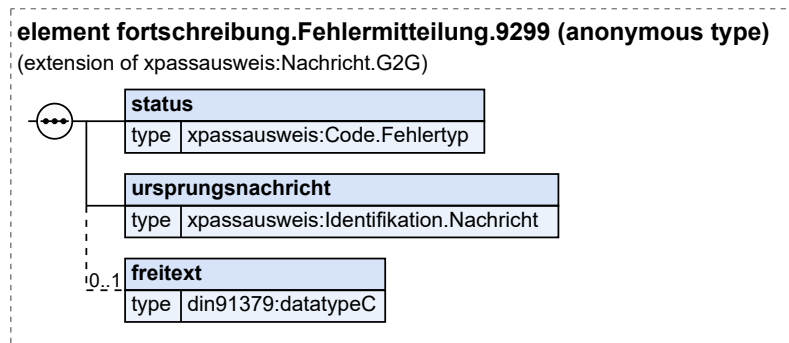 element fortschreibung.Fehlermitteilung.9299 (anonymous type)
(extension of xpassausweis:Nachricht.G2G)
status
type xpassausweis:Code.Fehlertyp
ursprungsnachricht
type xpassausweis:Identifikation.Nachricht
0..1
freitext
type din91379:datatypeC